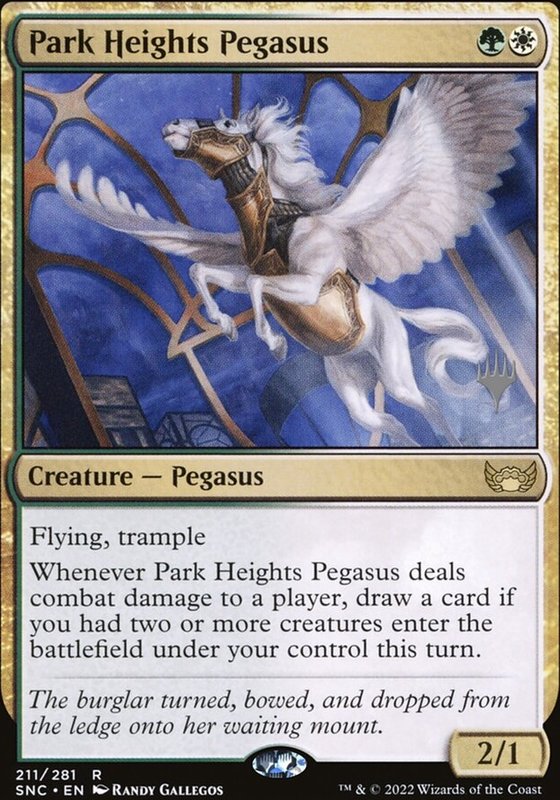 Park Heights Pegasus
Creature — Pegasus
Flying, trample
Whenever Park Heights Pegasus deals
combat damage to a player, draw a card if
you had two or more creatures enter the
battlefield under your control this turn.
The burglar turned, bowed, and dropped from
the ledge onto her waiting mount.
2/1
211/281 R
SNC • EN RANDY GALLEGOS
™ & © 2022 Wizards of the Coast